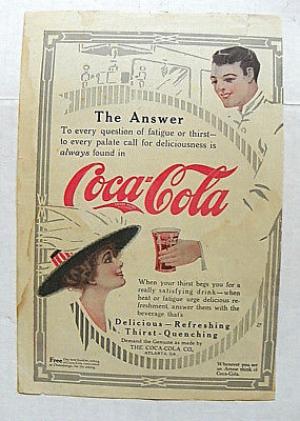 The Answer
To every question of fatigue or thirst—
to every palate call for deliciousness is
always found in
Coca-Cola
When your thirst begs you for a
really satisfying drink—when
heat or fatigue urge delicious re-
freshment, answer them with the
beverage that's
Delicious—Refreshing
Thirst-Quenching
Demand the Genuine as made by
THE COCA-COLA CO.
ATLANTA, GA.
Free
Whenever you see
an Arrow think of
Coca-Cola.